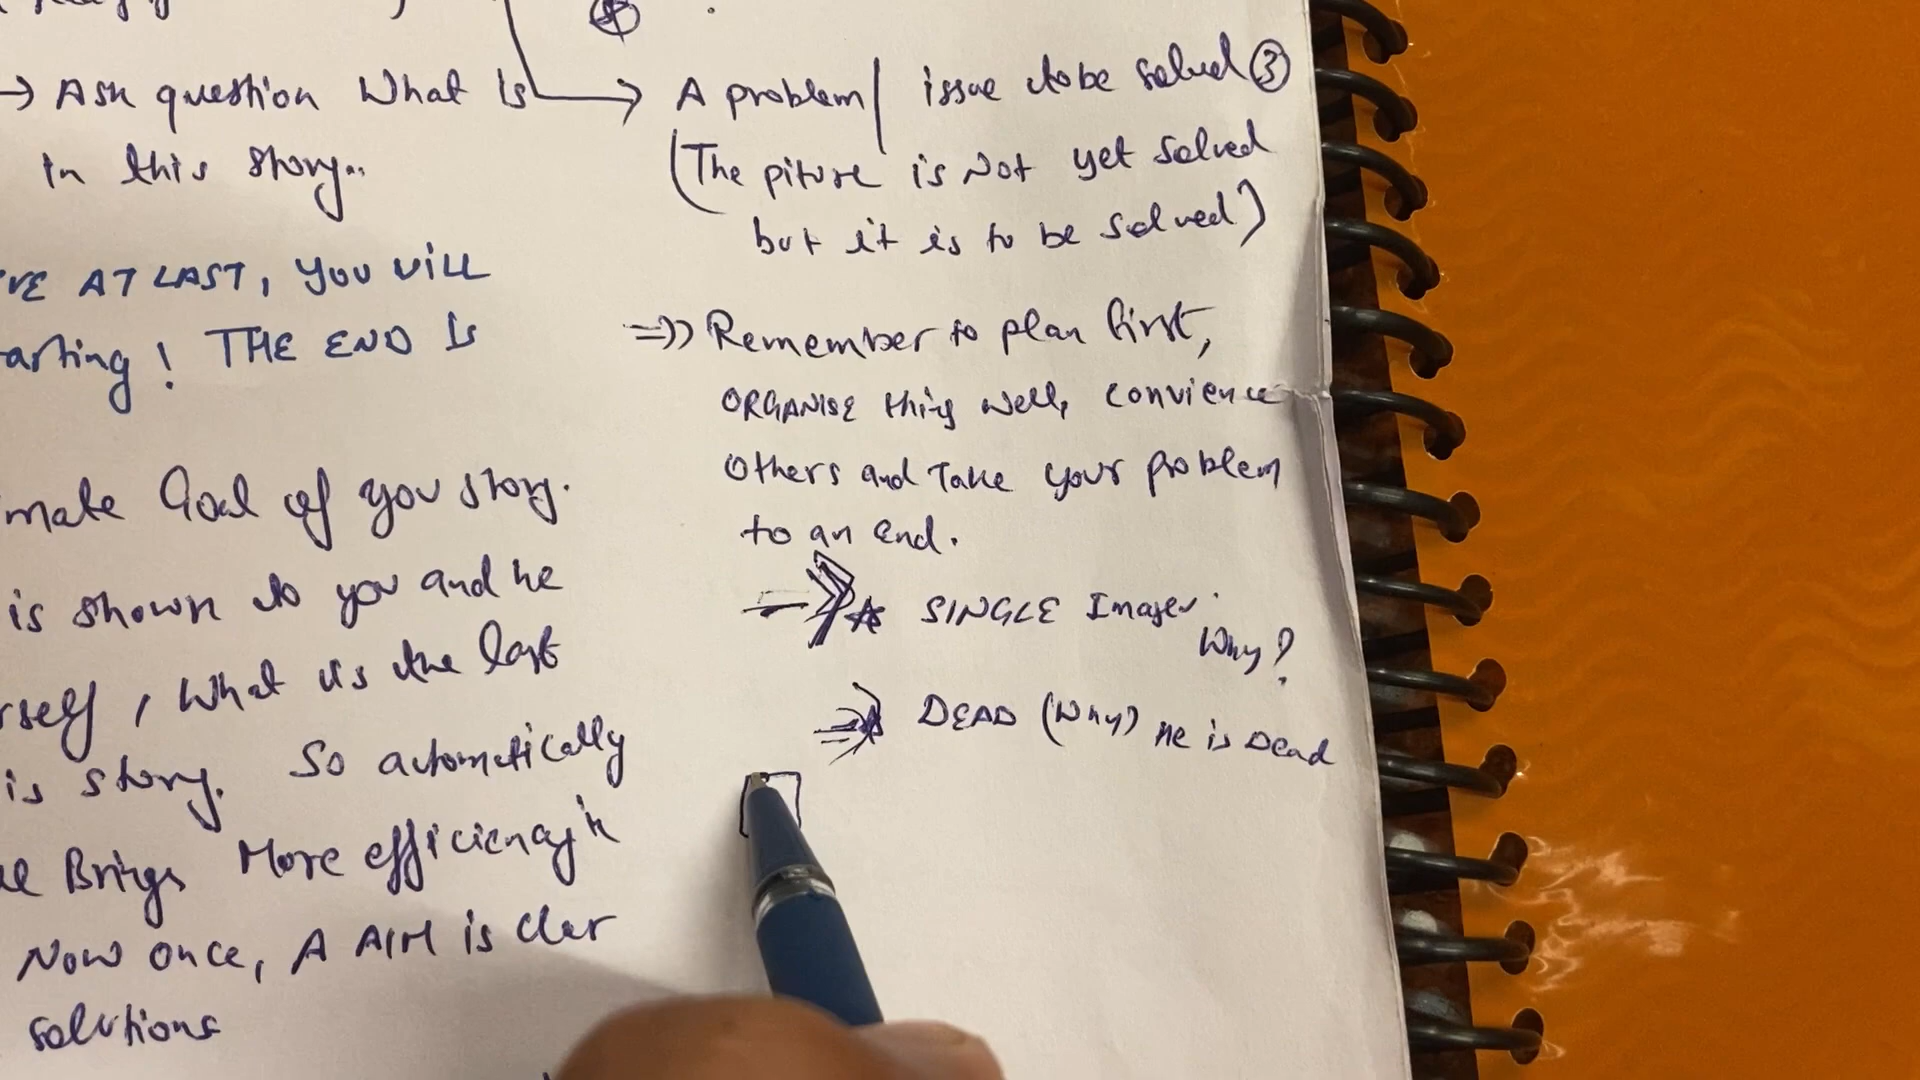 → Ask question What is
in this story..
VE AT LAST, YOU VILL
arting! THE END Is
mate Goal of you story.
is shown to you and he
rself, What is the last
is story. So automatically
Brings More efficiency in
Now once, A AIM is cler
solutions
→ A problem / issue to be solved ③
(The piture is Not yet solved
but it is to be solved)
⇒)) Remember to plan first,
ORGANISE thing well, convience
Others and Take your problem
to an end.
SINGLE Images.
Why?
DEAD (Why) He is Dead